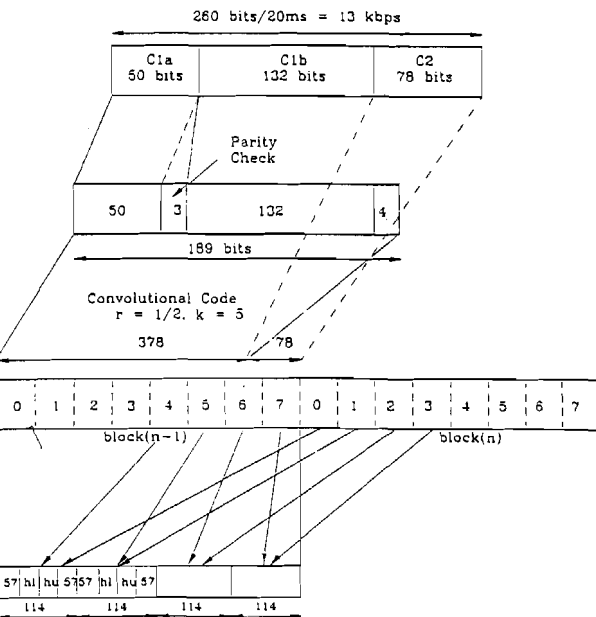 260 bits/20ms = 13 kbps
C1a C1b C2
50 bits 132 bits 78 bits
Parity
Check
50 3 132 4
189 bits
Convolutional Code
r = 1/2, k = 5
378 78
0 1 2 3 4 5 6 7 0 1 2 3 4 5 6 7
block(n-1) block(n)
57 hl hu 57 57 hl hu 57
114 114 114 114